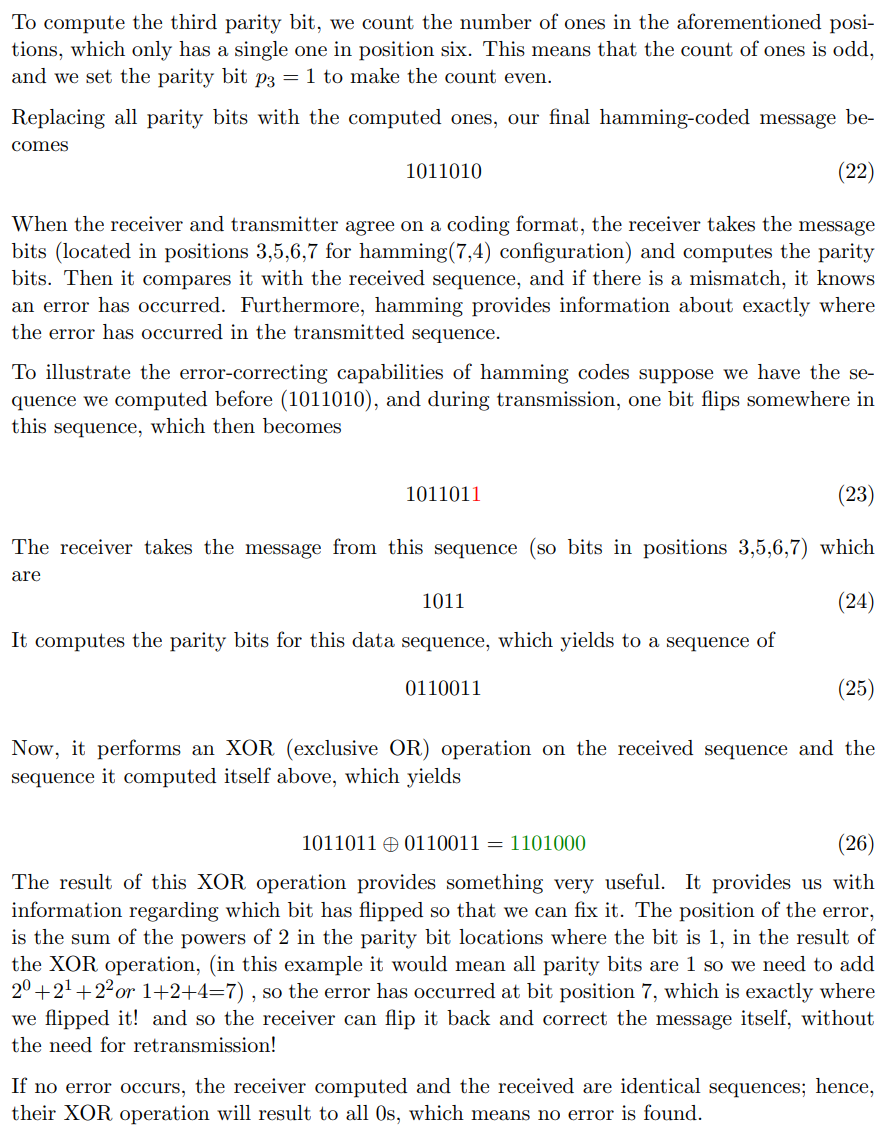 To compute the third parity bit, we count the number of ones in the aforementioned posi-
tions, which only has a single one in position six. This means that the count of ones is odd,
and we set the parity bit p₃ = 1 to make the count even.
Replacing all parity bits with the computed ones, our final hamming-coded message be-
comes
1011010 (22)
When the receiver and transmitter agree on a coding format, the receiver takes the message
bits (located in positions 3,5,6,7 for hamming(7,4) configuration) and computes the parity
bits. Then it compares it with the received sequence, and if there is a mismatch, it knows
an error has occurred. Furthermore, hamming provides information about exactly where
the error has occurred in the transmitted sequence.
To illustrate the error-correcting capabilities of hamming codes suppose we have the se-
quence we computed before (1011010), and during transmission, one bit flips somewhere in
this sequence, which then becomes
1011011 (23)
The receiver takes the message from this sequence (so bits in positions 3,5,6,7) which
are
1011 (24)
It computes the parity bits for this data sequence, which yields to a sequence of
0110011 (25)
Now, it performs an XOR (exclusive OR) operation on the received sequence and the
sequence it computed itself above, which yields
1011011 ⊕ 0110011 = 1101000 (26)
The result of this XOR operation provides something very useful. It provides us with
information regarding which bit has flipped so that we can fix it. The position of the error,
is the sum of the powers of 2 in the parity bit locations where the bit is 1, in the result of
the XOR operation, (in this example it would mean all parity bits are 1 so we need to add
2⁰+2¹+2²or 1+2+4=7) , so the error has occurred at bit position 7, which is exactly where
we flipped it! and so the receiver can flip it back and correct the message itself, without
the need for retransmission!
If no error occurs, the receiver computed and the received are identical sequences; hence,
their XOR operation will result to all 0s, which means no error is found.